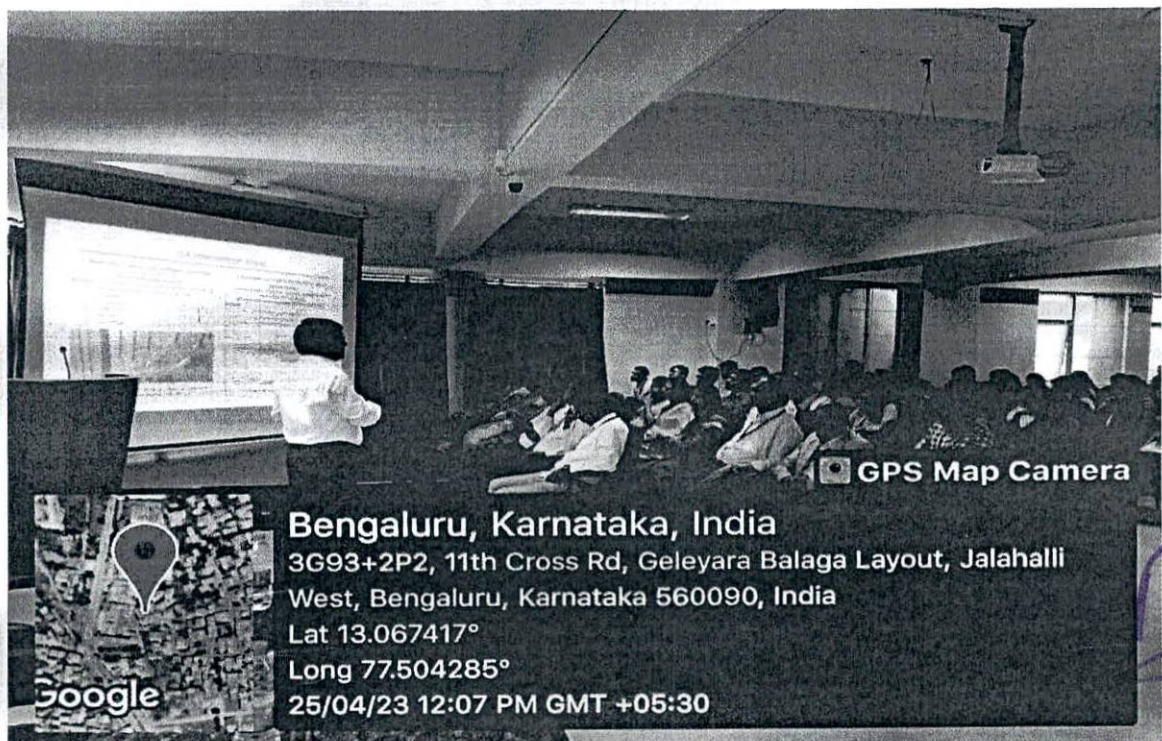 GPS Map Camera
Bengaluru, Karnataka, India
3G93+2P2, 11th Cross Rd, Geleyara Balaga Layout, Jalahalli
West, Bengaluru, Karnataka 560090, India
Lat 13.067417°
Long 77.504285°
25/04/23 12:07 PM GMT +05:30
Google